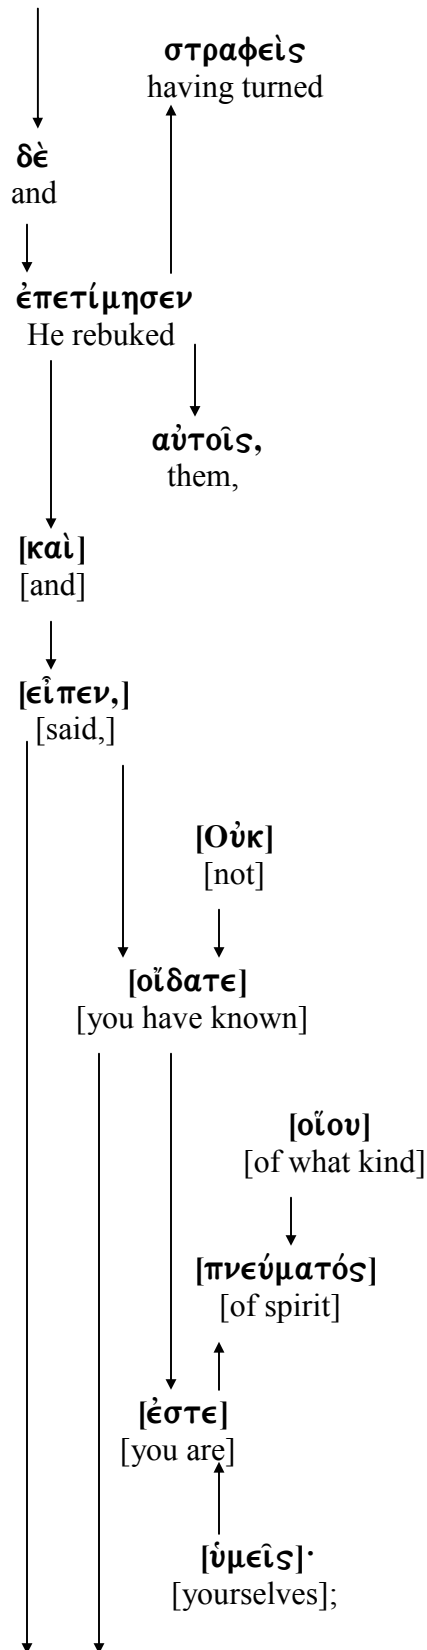 στραφεὶς
having turned
δὲ
and
ἐπετίμησεν
He rebuked
αὐτοῖς,
them,
[καὶ]
[and]
[εἶπεν,]
[said,]
[Οὐκ]
[not]
[οἴδατε]
[you have known]
[οἵου]
[of what kind]
[πνεύματός]
[of spirit]
[ἐστε]
[you are]
[ὑμεῖς]·
[yourselves];